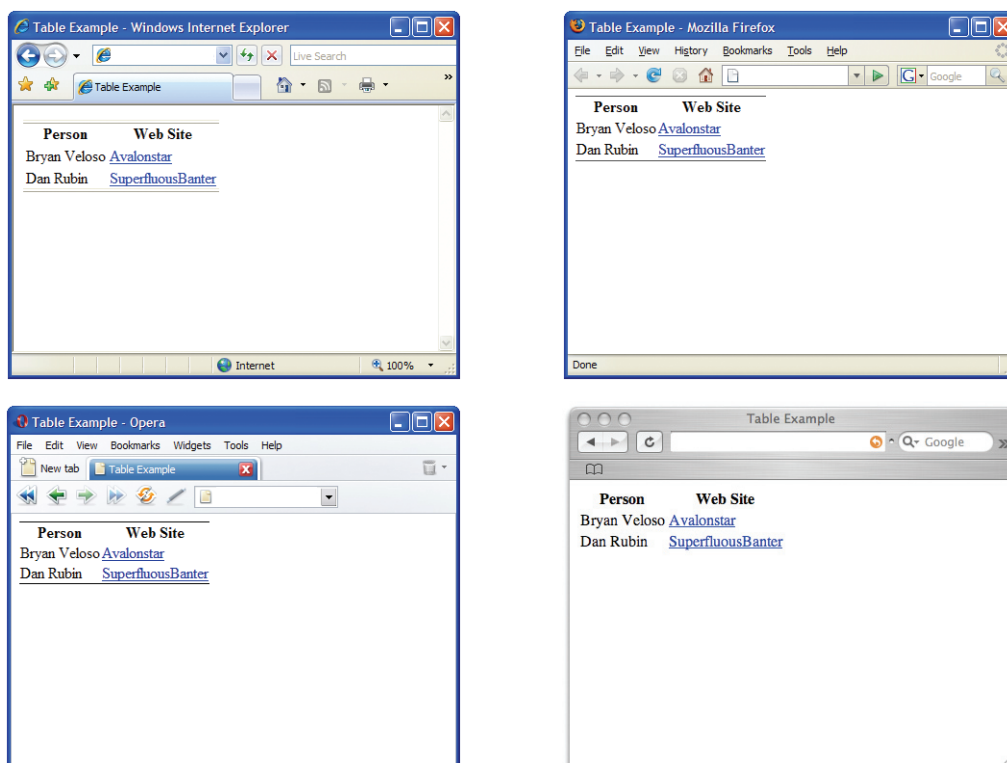 Table Example - Windows Internet Explorer
Live Search
Table Example
»
Person Web Site
Bryan Veloso Avalonstar
Dan Rubin SuperfluousBanter
Internet 100%
Table Example - Mozilla Firefox
File Edit View History Bookmarks Tools Help
G Google
Person Web Site
Bryan Veloso Avalonstar
Dan Rubin SuperfluousBanter
Done
Table Example - Opera
File Edit View Bookmarks Widgets Tools Help
New tab Table Example
Person Web Site
Bryan Veloso Avalonstar
Dan Rubin SuperfluousBanter
Table Example
Google »
Person Web Site
Bryan Veloso Avalonstar
Dan Rubin SuperfluousBanter